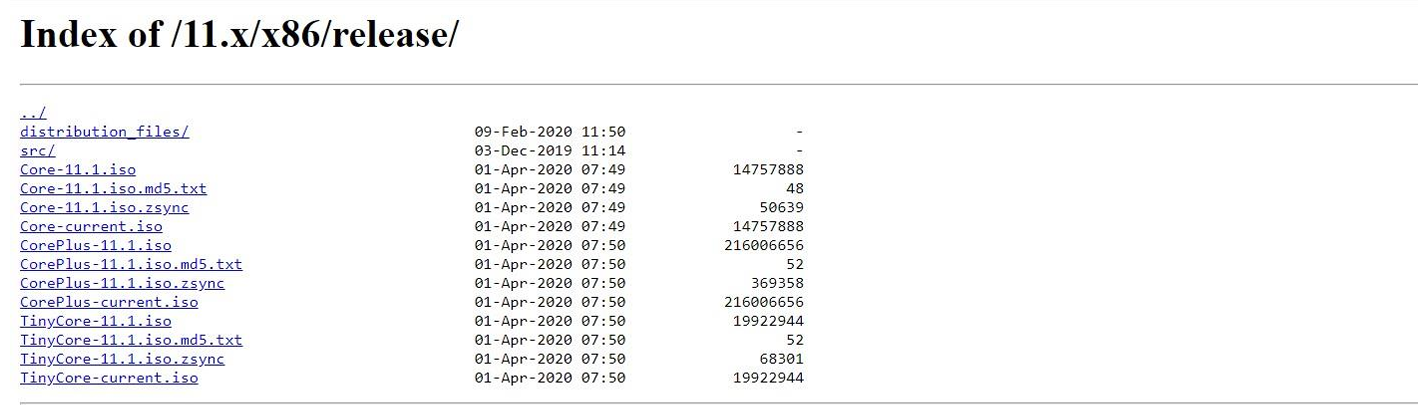 Index of /11.x/x86/release/
../
distribution_files/ 09-Feb-2020 11:50 -
src/ 03-Dec-2019 11:14 -
Core-11.1.iso 01-Apr-2020 07:49 14757888
Core-11.1.iso.md5.txt 01-Apr-2020 07:49 48
Core-11.1.iso.zsync 01-Apr-2020 07:49 50639
Core-current.iso 01-Apr-2020 07:49 14757888
CorePlus-11.1.iso 01-Apr-2020 07:50 216006656
CorePlus-11.1.iso.md5.txt 01-Apr-2020 07:50 52
CorePlus-11.1.iso.zsync 01-Apr-2020 07:50 369358
CorePlus-current.iso 01-Apr-2020 07:50 216006656
TinyCore-11.1.iso 01-Apr-2020 07:50 19922944
TinyCore-11.1.iso.md5.txt 01-Apr-2020 07:50 52
TinyCore-11.1.iso.zsync 01-Apr-2020 07:50 68301
TinyCore-current.iso 01-Apr-2020 07:50 19922944